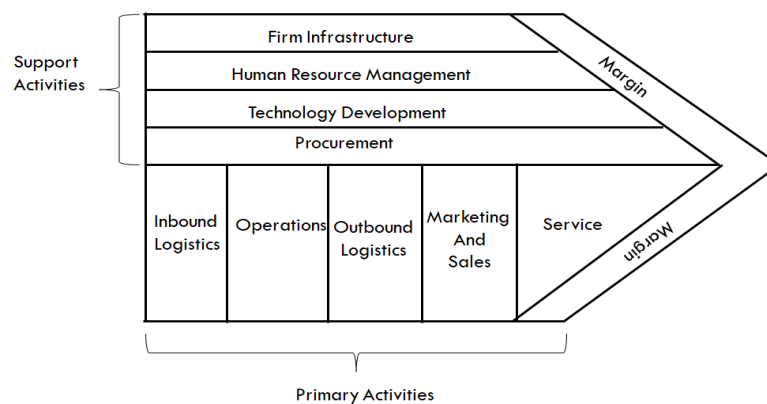 Firm Infrastructure
Support
Activities
Human Resource Management
Technology Development
Procurement
Margin
Inbound
Logistics
Operations
Outbound
Logistics
Marketing
And
Sales
Service
Margin
Primary Activities